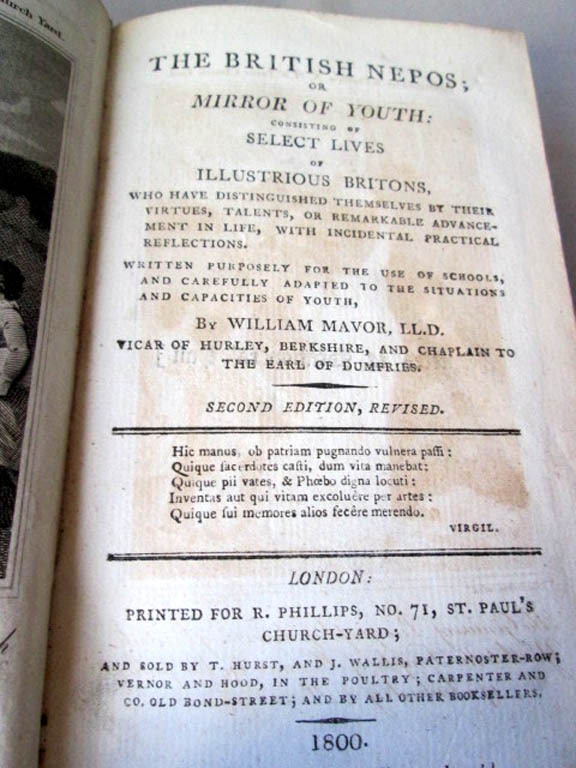 urch Yard.
THE BRITISH NEPOS;
OR
MIRROR OF YOUTH:
CONSISTING OF
SELECT LIVES
OF
ILLUSTRIOUS BRITONS,
WHO HAVE DISTINGUISHED THEMSELVES BY THEIR
VIRTUES, TALENTS, OR REMARKABLE ADVANCE-
MENT IN LIFE, WITH INCIDENTAL PRACTICAL
REFLECTIONS.
WRITTEN PURPOSELY FOR THE USE OF SCHOOLS,
AND CAREFULLY ADAPTED TO THE SITUATIONS
AND CAPACITIES OF YOUTH,
By WILLIAM MAVOR, LL.D.
VICAR OF HURLEY, BERKSHIRE, AND CHAPLAIN TO
THE EARL OF DUMFRIES.
SECOND EDITION, REVISED.
Hic manus, ob patriam pugnando vulnera paſſi:
Quique ſacerdotes caſti, dum vita manebat:
Quique pii vates, & Phœbo digna locuti:
Inventas aut qui vitam excoluêre per artes:
Quique ſui memores alios fecêre merendo.
VIRGIL.
LONDON:
PRINTED FOR R. PHILLIPS, NO. 71, ST. PAUL'S
CHURCH-YARD;
AND SOLD BY T. HURST, AND J. WALLIS, PATERNOSTER-ROW;
VERNOR AND HOOD, IN THE POULTRY; CARPENTER AND
CO. OLD BOND-STREET; AND BY ALL OTHER BOOKSELLERS.
1800.